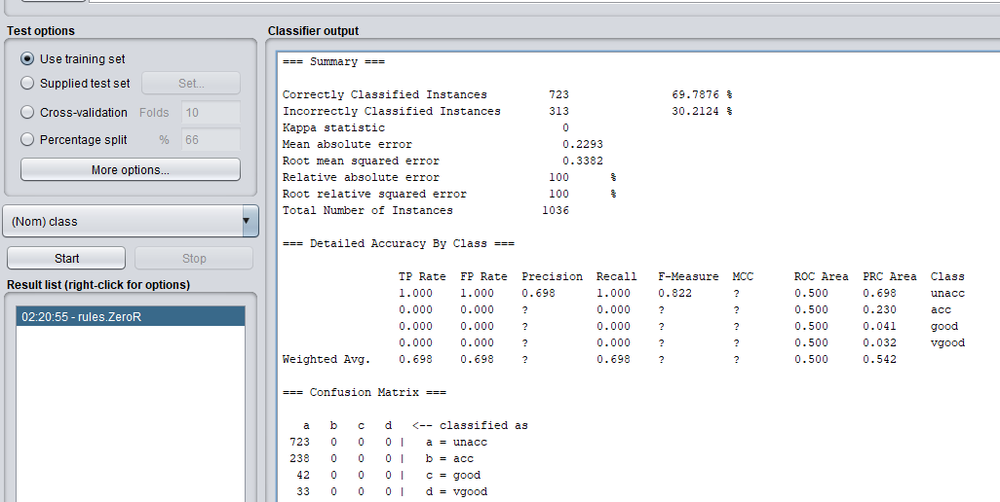 Test options
Use training set
Supplied test set Set...
Cross-validation Folds 10
Percentage split % 66
More options...
(Nom) class
Start Stop
Result list (right-click for options)
02:20:55 - rules.ZeroR
Classifier output
=== Summary ===
Correctly Classified Instances 723 69.7876 %
Incorrectly Classified Instances 313 30.2124 %
Kappa statistic 0
Mean absolute error 0.2293
Root mean squared error 0.3382
Relative absolute error 100 %
Root relative squared error 100 %
Total Number of Instances 1036
=== Detailed Accuracy By Class ===
TP Rate FP Rate Precision Recall F-Measure MCC ROC Area PRC Area Class
1.000 1.000 0.698 1.000 0.822 ? 0.500 0.698 unacc
0.000 0.000 ? 0.000 ? ? 0.500 0.230 acc
0.000 0.000 ? 0.000 ? ? 0.500 0.041 good
0.000 0.000 ? 0.000 ? ? 0.500 0.032 vgood
Weighted Avg. 0.698 0.698 ? 0.698 ? ? 0.500 0.542
=== Confusion Matrix ===
a b c d <-- classified as
723 0 0 0 | a = unacc
238 0 0 0 | b = acc
42 0 0 0 | c = good
33 0 0 0 | d = vgood